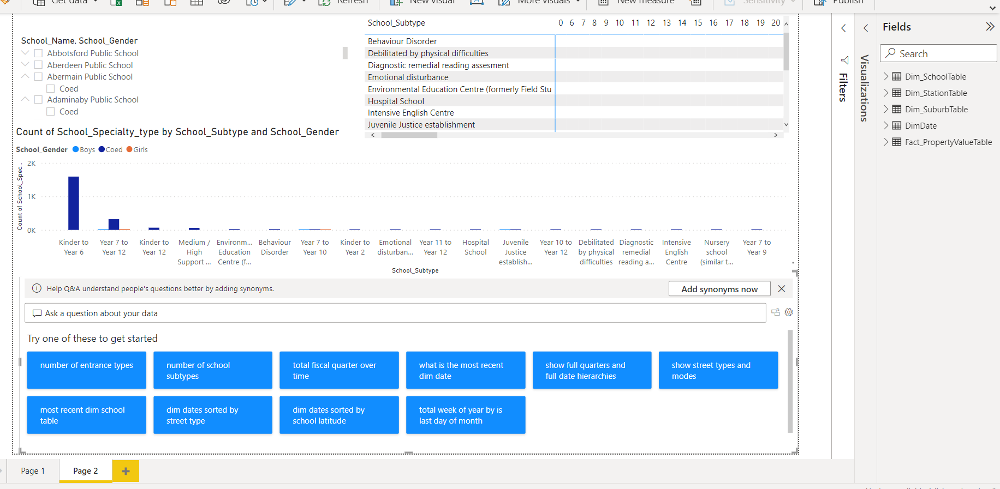 Get data
Refresh
New visual
More visuals
New measure
Sensitivity
Publish
School_Name, School_Gender
Abbotsford Public School
Aberdeen Public School
Abermain Public School
Coed
Adaminaby Public School
Coed
School_Subtype 0 6 7 8 9 10 11 12 13 14 15 16 17 18 19 20
Behaviour Disorder
Debilitated by physical difficulties
Diagnostic remedial reading assesment
Emotional disturbance
Environmental Education Centre (formerly Field Stu
Hospital School
Intensive English Centre
Juvenile Justice establishment
Count of School_Specialty_type by School_Subtype and School_Gender
School_Gender Boys Coed Girls
Count of School_Spec...
2K
1K
0K
Kinder to
Year 6
Year 7 to
Year 12
Kinder to
Year 12
Medium /
High
Support ...
Environm...
Education
Centre (f...
Behaviour
Disorder
Year 7 to
Year 10
Kinder to
Year 2
Emotional
disturban...
Year 11 to
Year 12
Hospital
School
Juvenile
Justice
establish...
Year 10 to
Year 12
Debilitated
by physical
difficulties
Diagnostic
remedial
reading a...
Intensive
English
Centre
Nursery
school
(similar t...
Year 7 to
Year 9
School_Subtype
Help Q&A understand people's questions better by adding synonyms.
Add synonyms now
Ask a question about your data
Try one of these to get started
number of entrance types
number of school
subtypes
total fiscal quarter over
time
what is the most recent
dim date
show full quarters and
full date hierarchies
show street types and
modes
most recent dim school
table
dim dates sorted by
street type
dim dates sorted by
school latitude
total week of year by is
last day of month
Page 1
Page 2
Filters
Visualizations
Fields
Search
Dim_SchoolTable
Dim_StationTable
Dim_SuburbTable
DimDate
Fact_PropertyValueTable